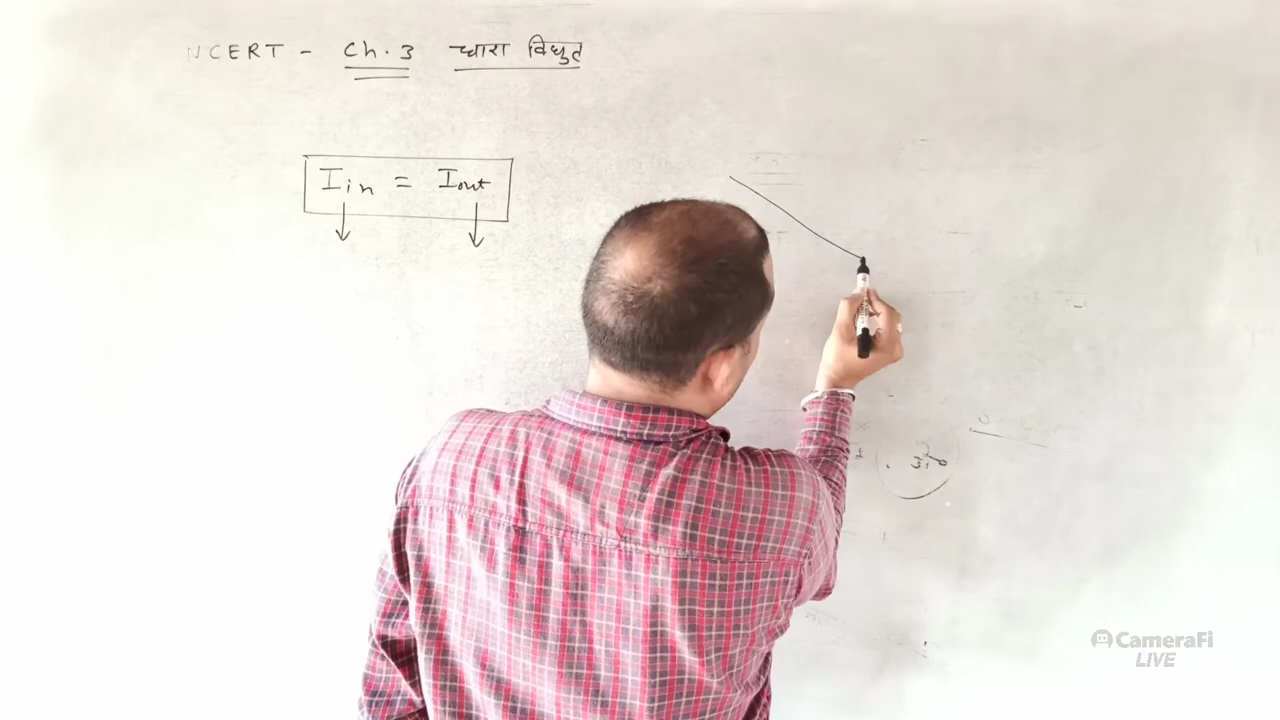 NCERT - Ch. 3 धारा विधुत
Iin = Iout
CameraFi
LIVE